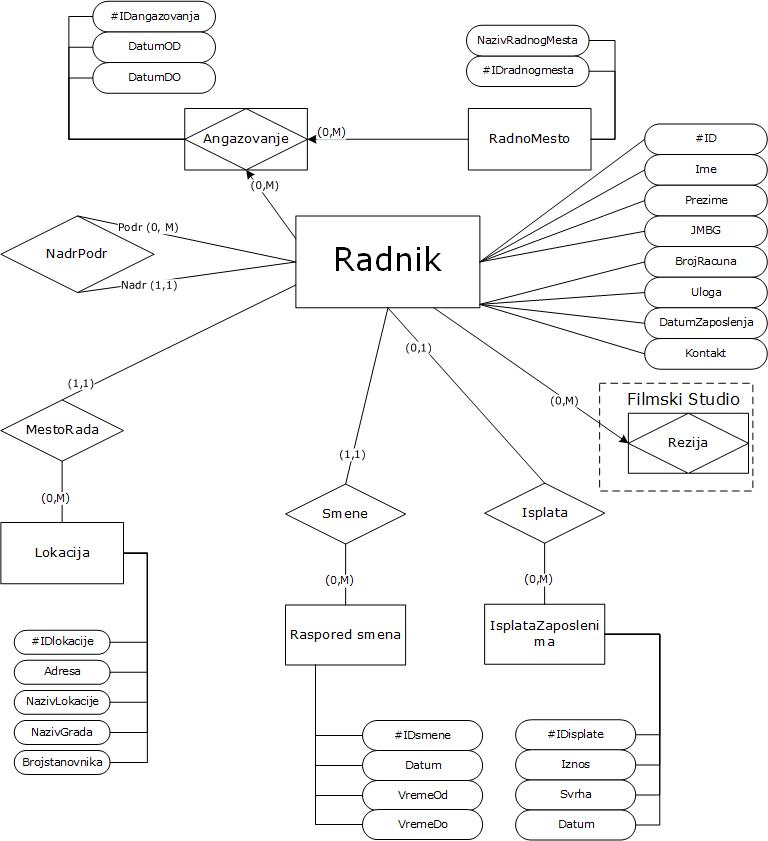 #IDangazovanja
DatumOD
DatumDO
NazivRadnogMesta
#IDradnogmesta
Angazovanje
(0,M)
RadnoMesto
#ID
Ime
Prezime
JMBG
BrojRacuna
Uloga
DatumZaposlenja
Kontakt
(0,M)
Podr (0, M)
NadrPodr
Nadr (1,1)
Radnik
(0,1)
(1,1)
(0,M)
Filmski Studio
Rezija
MestoRada
(1,1)
(0,M)
Smene
Isplata
Lokacija
(0,M)
(0,M)
Raspored smena
IsplataZaposleni
ma
#IDlokacije
Adresa
NazivLokacije
NazivGrada
Brojstanovnika
#IDsmene
Datum
VremeOd
VremeDo
#IDisplate
Iznos
Svrha
Datum